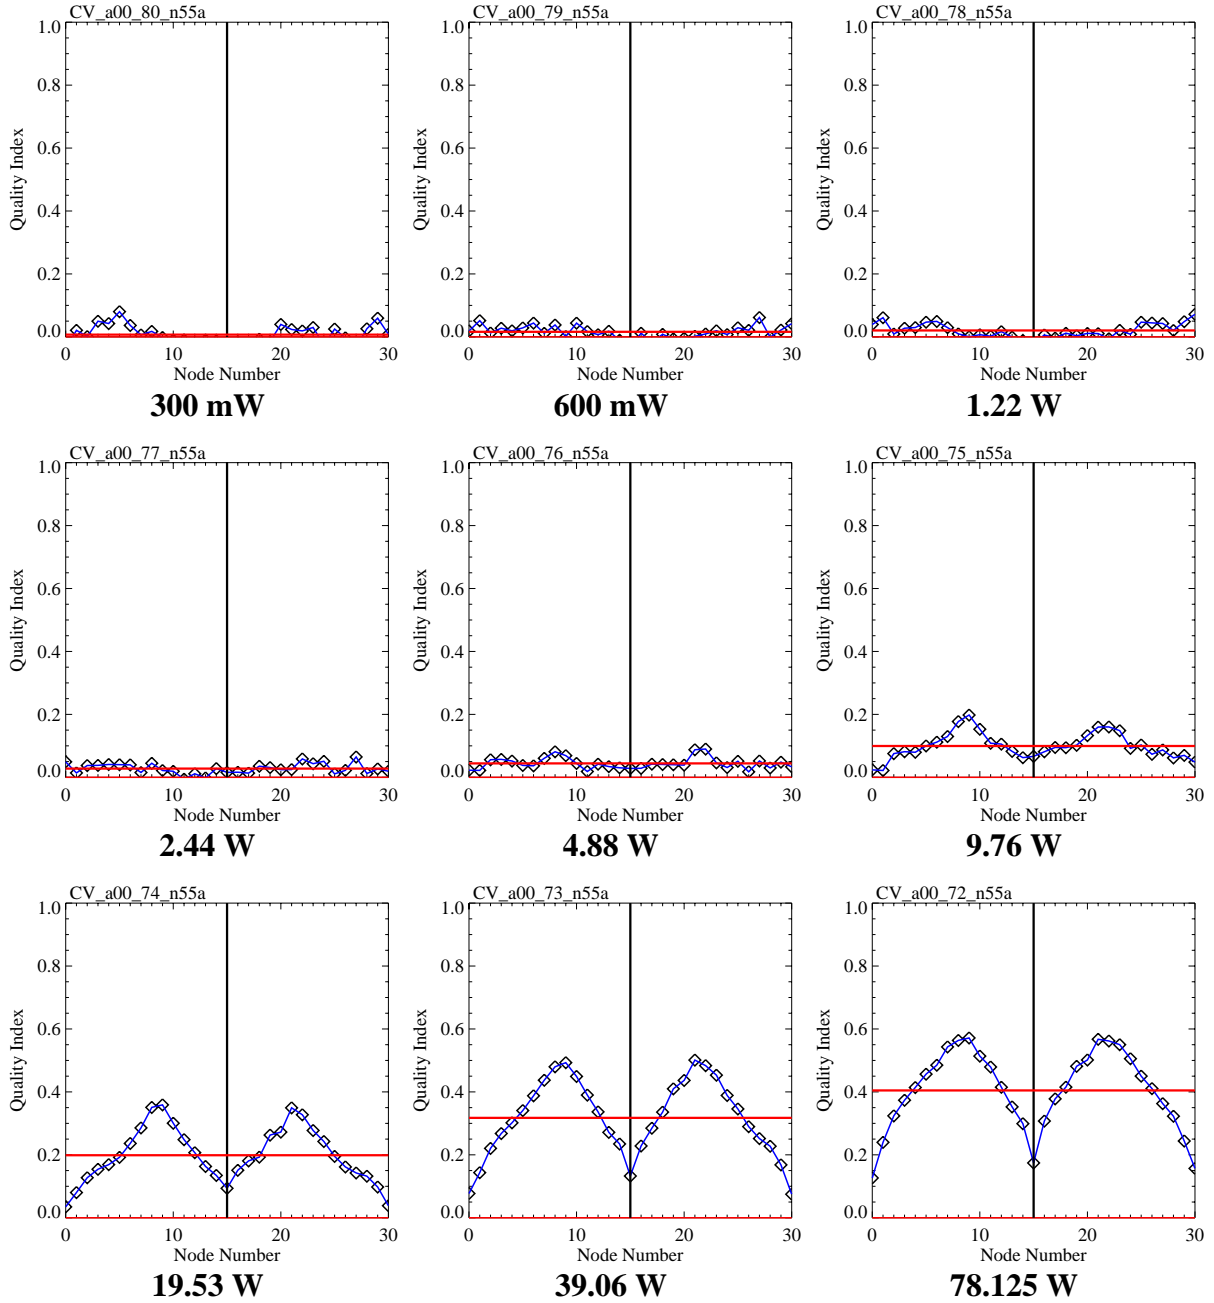 CV_a00_80_n55a
CV_a00_79_n55a
CV_a00_78_n55a
1.0 1.0 1.0
0.8 0.8 0.8
0.6 0.6 0.6
Quality Index Quality Index Quality Index
0.4 0.4 0.4
0.2 0.2 0.2
0.0 0.0 0.0
0 10 20 30 0 10 20 30 0 10 20 30
Node Number Node Number Node Number
300 mW 600 mW 1.22 W
CV_a00_77_n55a
CV_a00_76_n55a
CV_a00_75_n55a
1.0 1.0 1.0
0.8 0.8 0.8
0.6 0.6 0.6
Quality Index Quality Index Quality Index
0.4 0.4 0.4
0.2 0.2 0.2
0.0 0.0 0.0
0 10 20 30 0 10 20 30 0 10 20 30
Node Number Node Number Node Number
2.44 W 4.88 W 9.76 W
CV_a00_74_n55a
CV_a00_73_n55a
CV_a00_72_n55a
1.0 1.0 1.0
0.8 0.8 0.8
0.6 0.6 0.6
Quality Index Quality Index Quality Index
0.4 0.4 0.4
0.2 0.2 0.2
0.0 0.0 0.0
0 10 20 30 0 10 20 30 0 10 20 30
Node Number Node Number Node Number
19.53 W 39.06 W 78.125 W